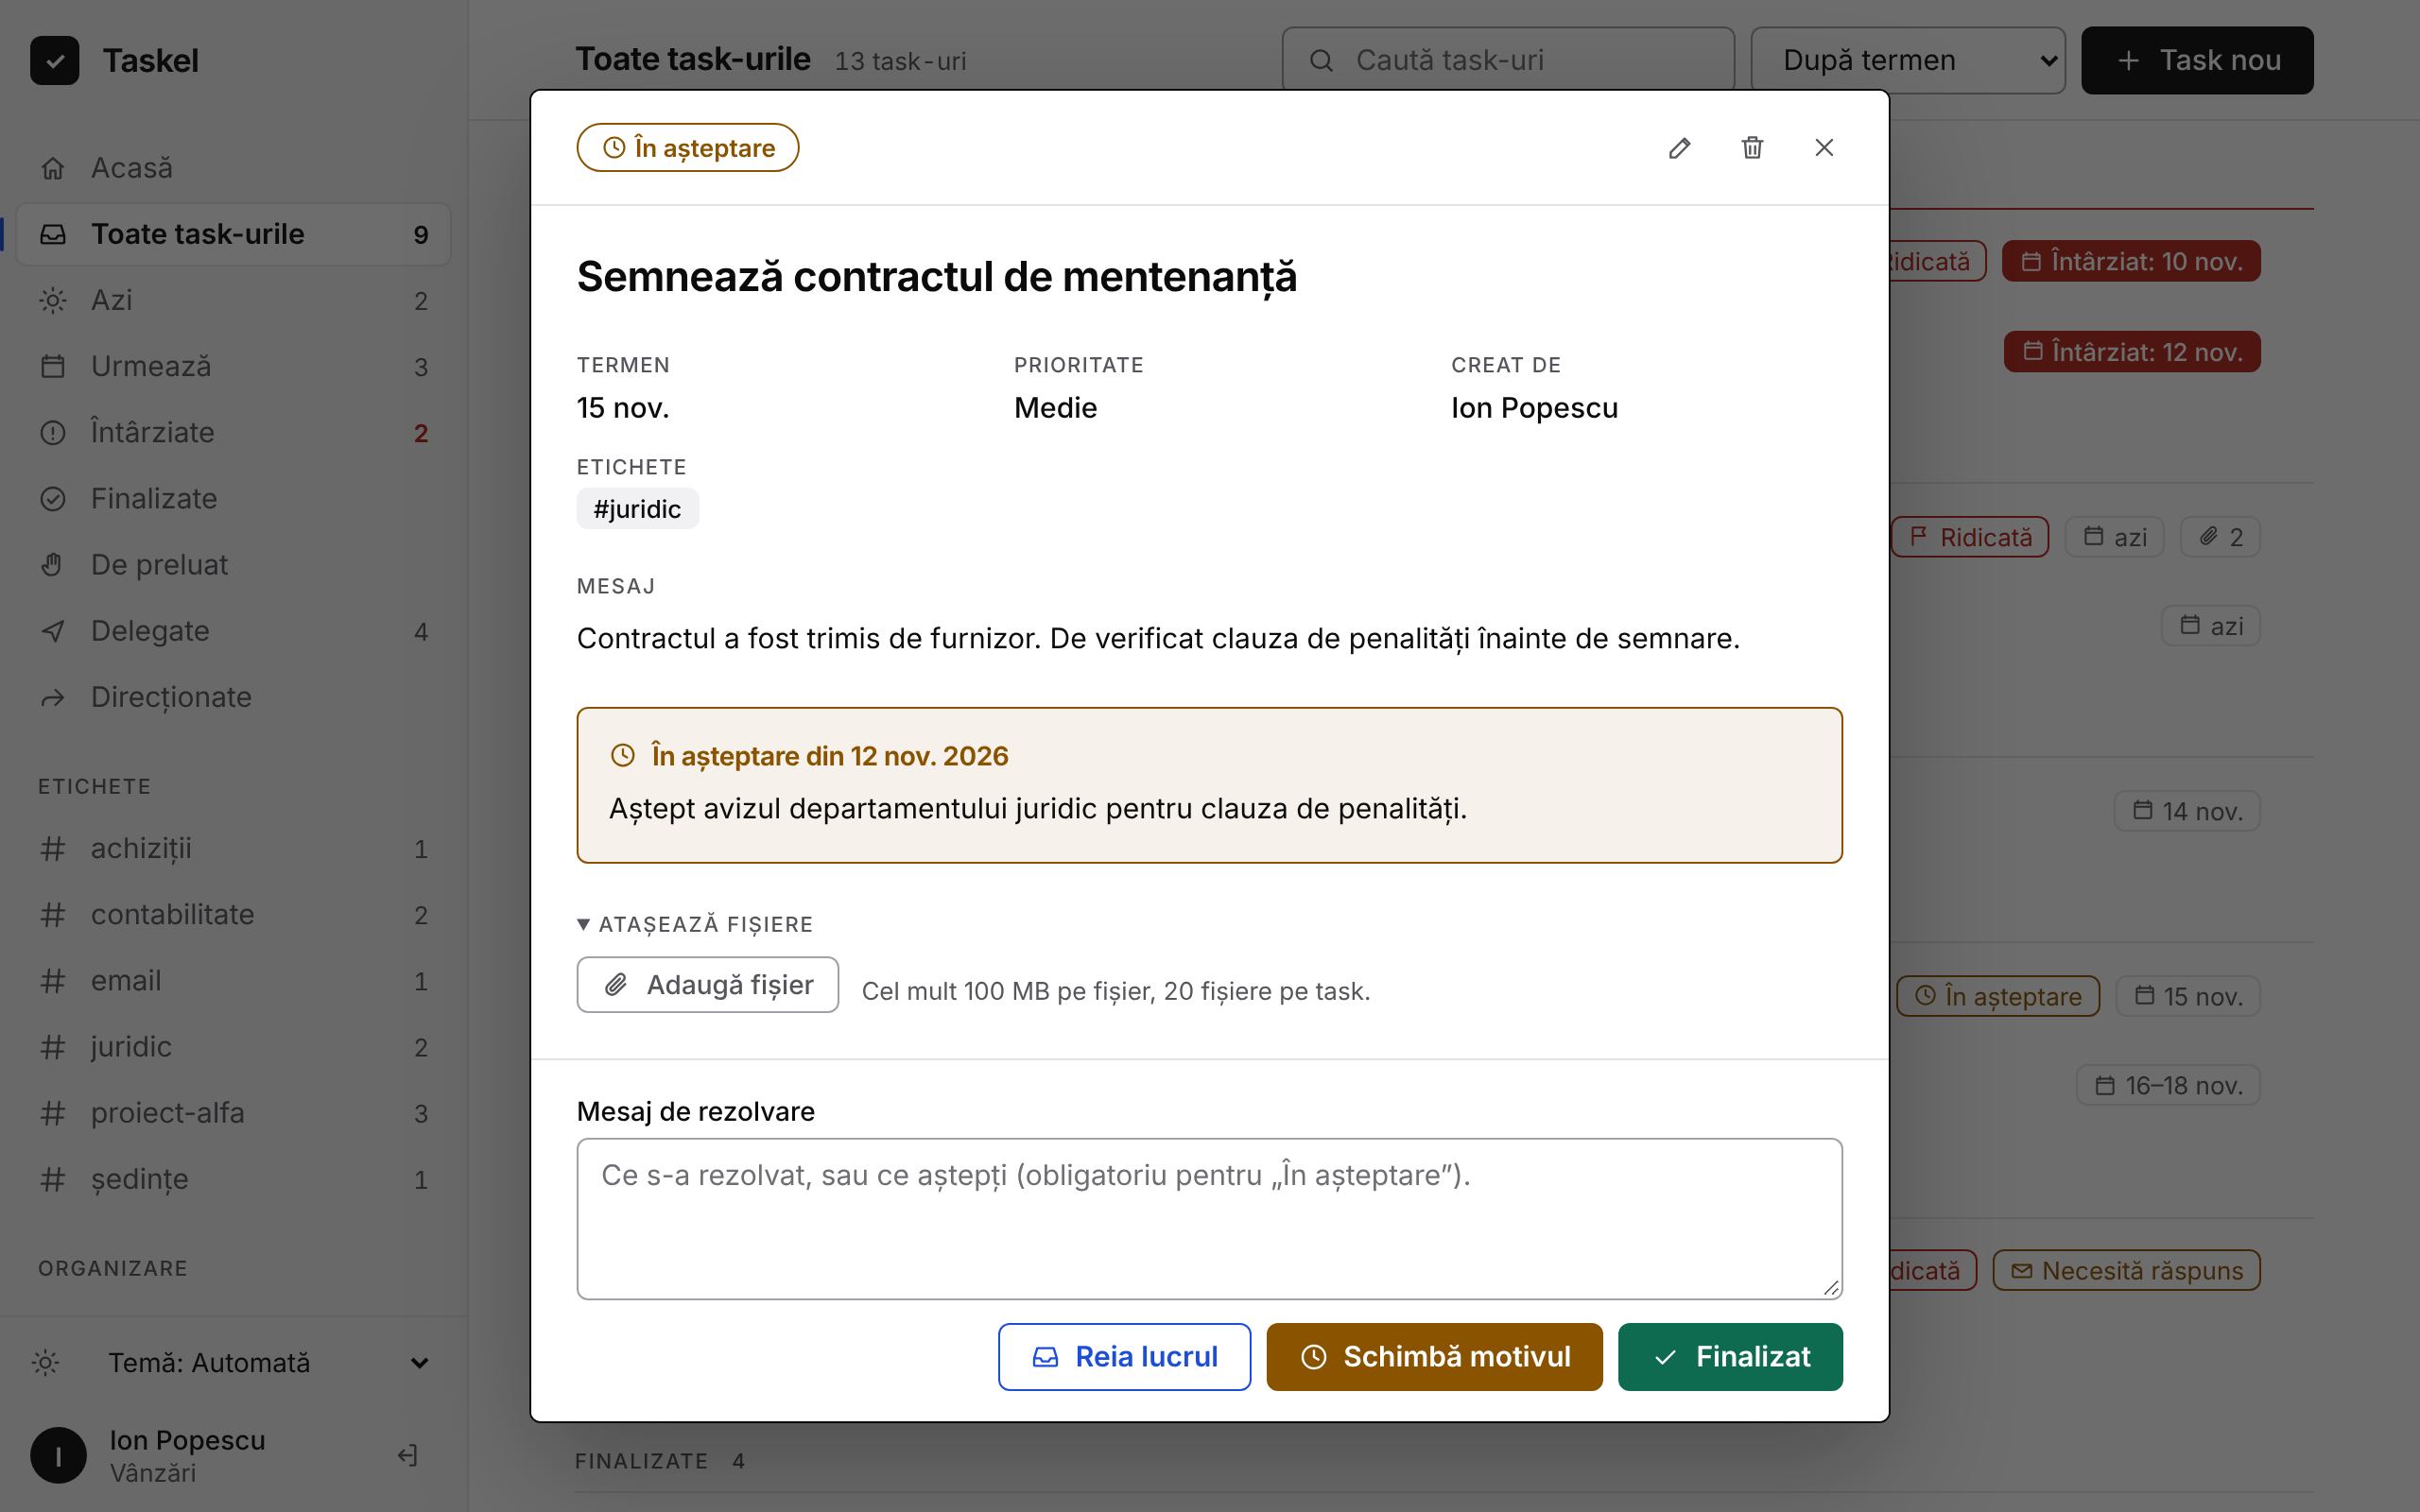 Taskel
Acasă
Toate task-urile 9
Azi 2
Urmează 3
Întârziate 2
Finalizate
De preluat
Delegate 4
Direcționate
ETICHETE
achiziții 1
contabilitate 2
email 1
juridic 2
proiect-alfa 3
ședințe 1
ORGANIZARE
Temă: Automată
I
Ion Popescu
Vânzări
Toate task-urile 13 task-uri
Caută task-uri
După termen
Task nou
În așteptare
Semnează contractul de mentenanță
TERMEN
15 nov.
PRIORITATE
Medie
CREAT DE
Ion Popescu
ETICHETE
#juridic
MESAJ
Contractul a fost trimis de furnizor. De verificat clauza de penalități înainte de semnare.
În așteptare din 12 nov. 2026
Aștept avizul departamentului juridic pentru clauza de penalități.
ATAȘEAZĂ FIȘIERE
Adaugă fișier
Cel mult 100 MB pe fișier, 20 fișiere pe task.
Mesaj de rezolvare
Ce s-a rezolvat, sau ce aștepți (obligatoriu pentru „În așteptare”).
Reia lucrul
Schimbă motivul
Finalizat
Întârziat: 10 nov.
Întârziat: 12 nov.
Ridicată azi 2
azi
14 nov.
În așteptare 15 nov.
16–18 nov.
Necesită răspuns
FINALIZATE 4